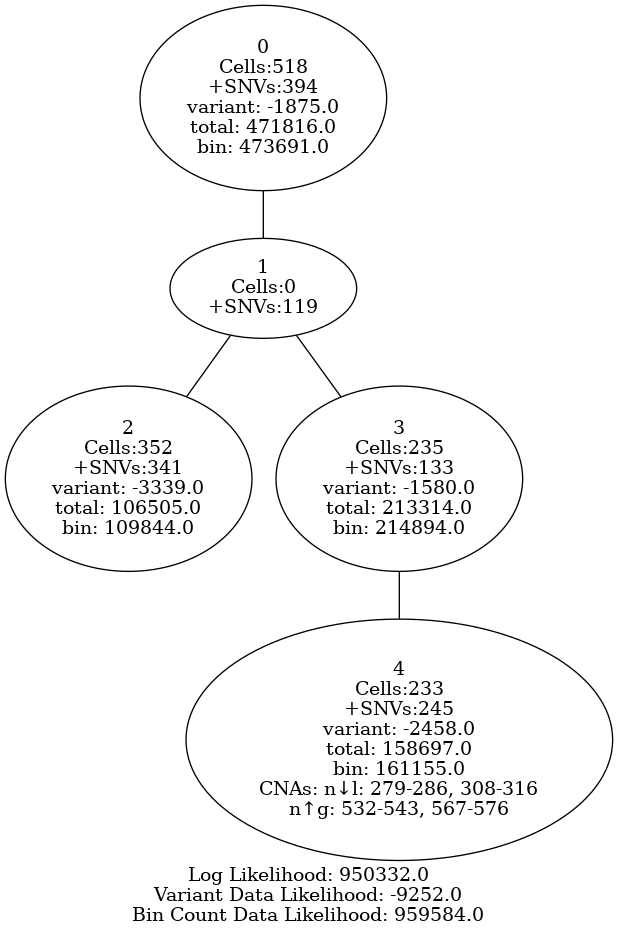 0
Cells:518
+SNVs:394
variant: -1875.0
total: 471816.0
bin: 473691.0
1
Cells:0
+SNVs:119
2
Cells:352
+SNVs:341
variant: -3339.0
total: 106505.0
bin: 109844.0
3
Cells:235
+SNVs:133
variant: -1580.0
total: 213314.0
bin: 214894.0
4
Cells:233
+SNVs:245
variant: -2458.0
total: 158697.0
bin: 161155.0
CNAs: n↓l: 279-286, 308-316
n↑g: 532-543, 567-576
Log Likelihood: 950332.0
Variant Data Likelihood: -9252.0
Bin Count Data Likelihood: 959584.0